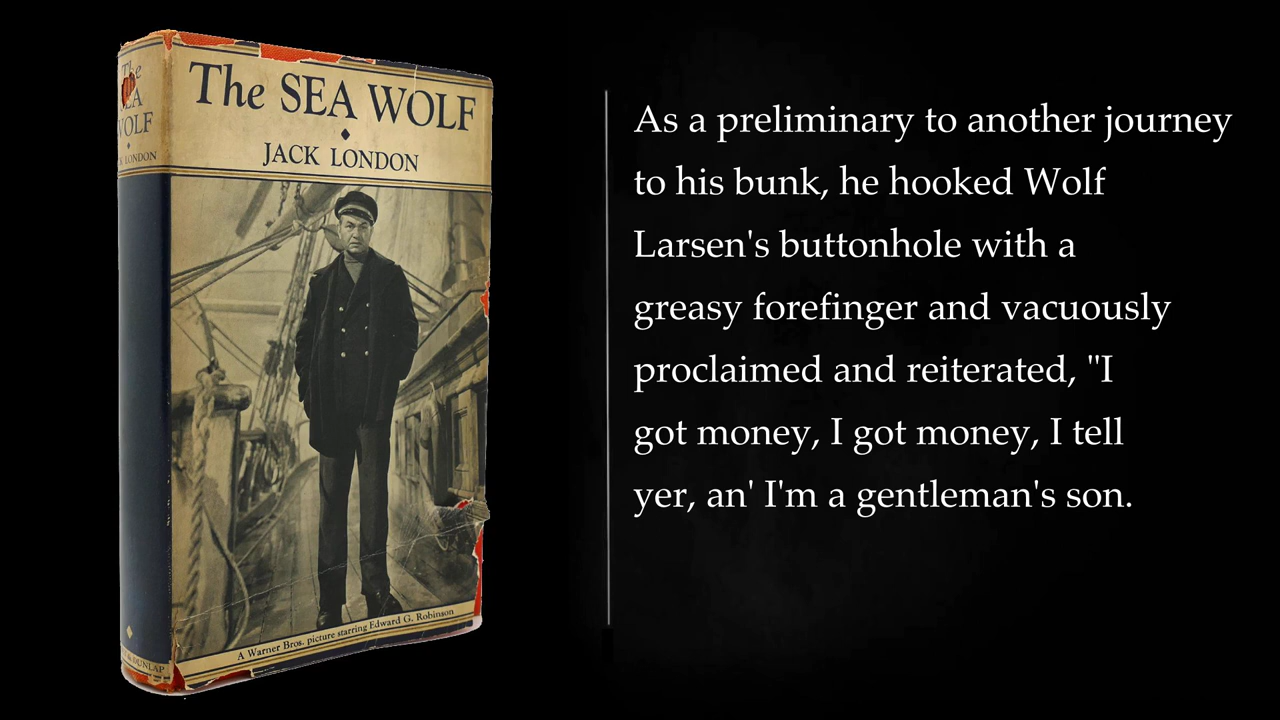 The SEA WOLF
JACK LONDON
The
SEA
WOLF
LONDON
A Warner Bros. picture starring Edward G. Robinson
DUNLAP
As a preliminary to another journey
to his bunk, he hooked Wolf
Larsen's buttonhole with a
greasy forefinger and vacuously
proclaimed and reiterated, "I
got money, I got money, I tell
yer, an' I'm a gentleman's son.